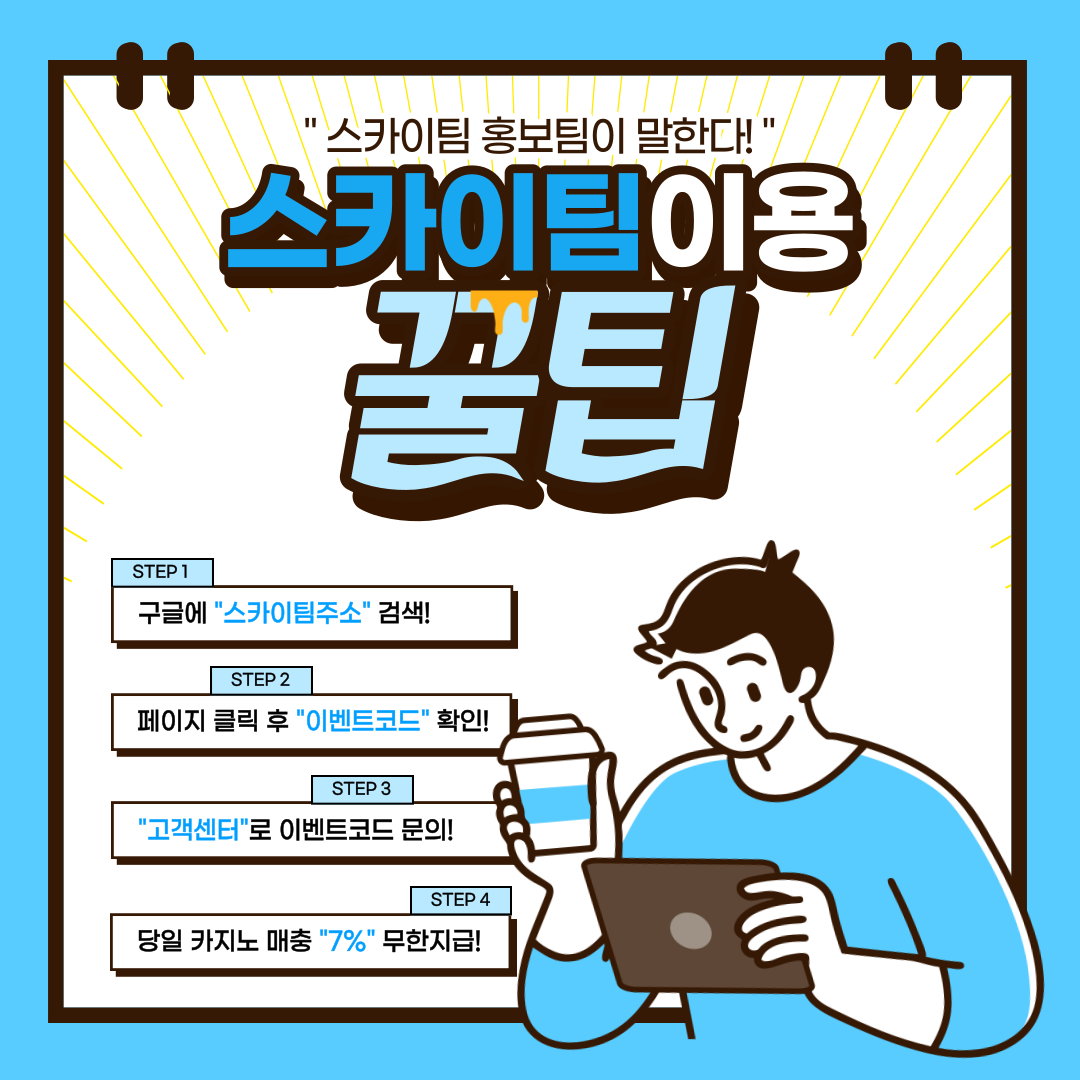 " 스카이팀 홍보팀이 말한다! "
스카이팀이용
꿀팁
STEP 1
구글에 "스카이팀주소" 검색!
STEP 2
페이지 클릭 후 "이벤트코드" 확인!
STEP 3
"고객센터"로 이벤트코드 문의!
STEP 4
당일 카지노 매충 "7%" 무한지급!